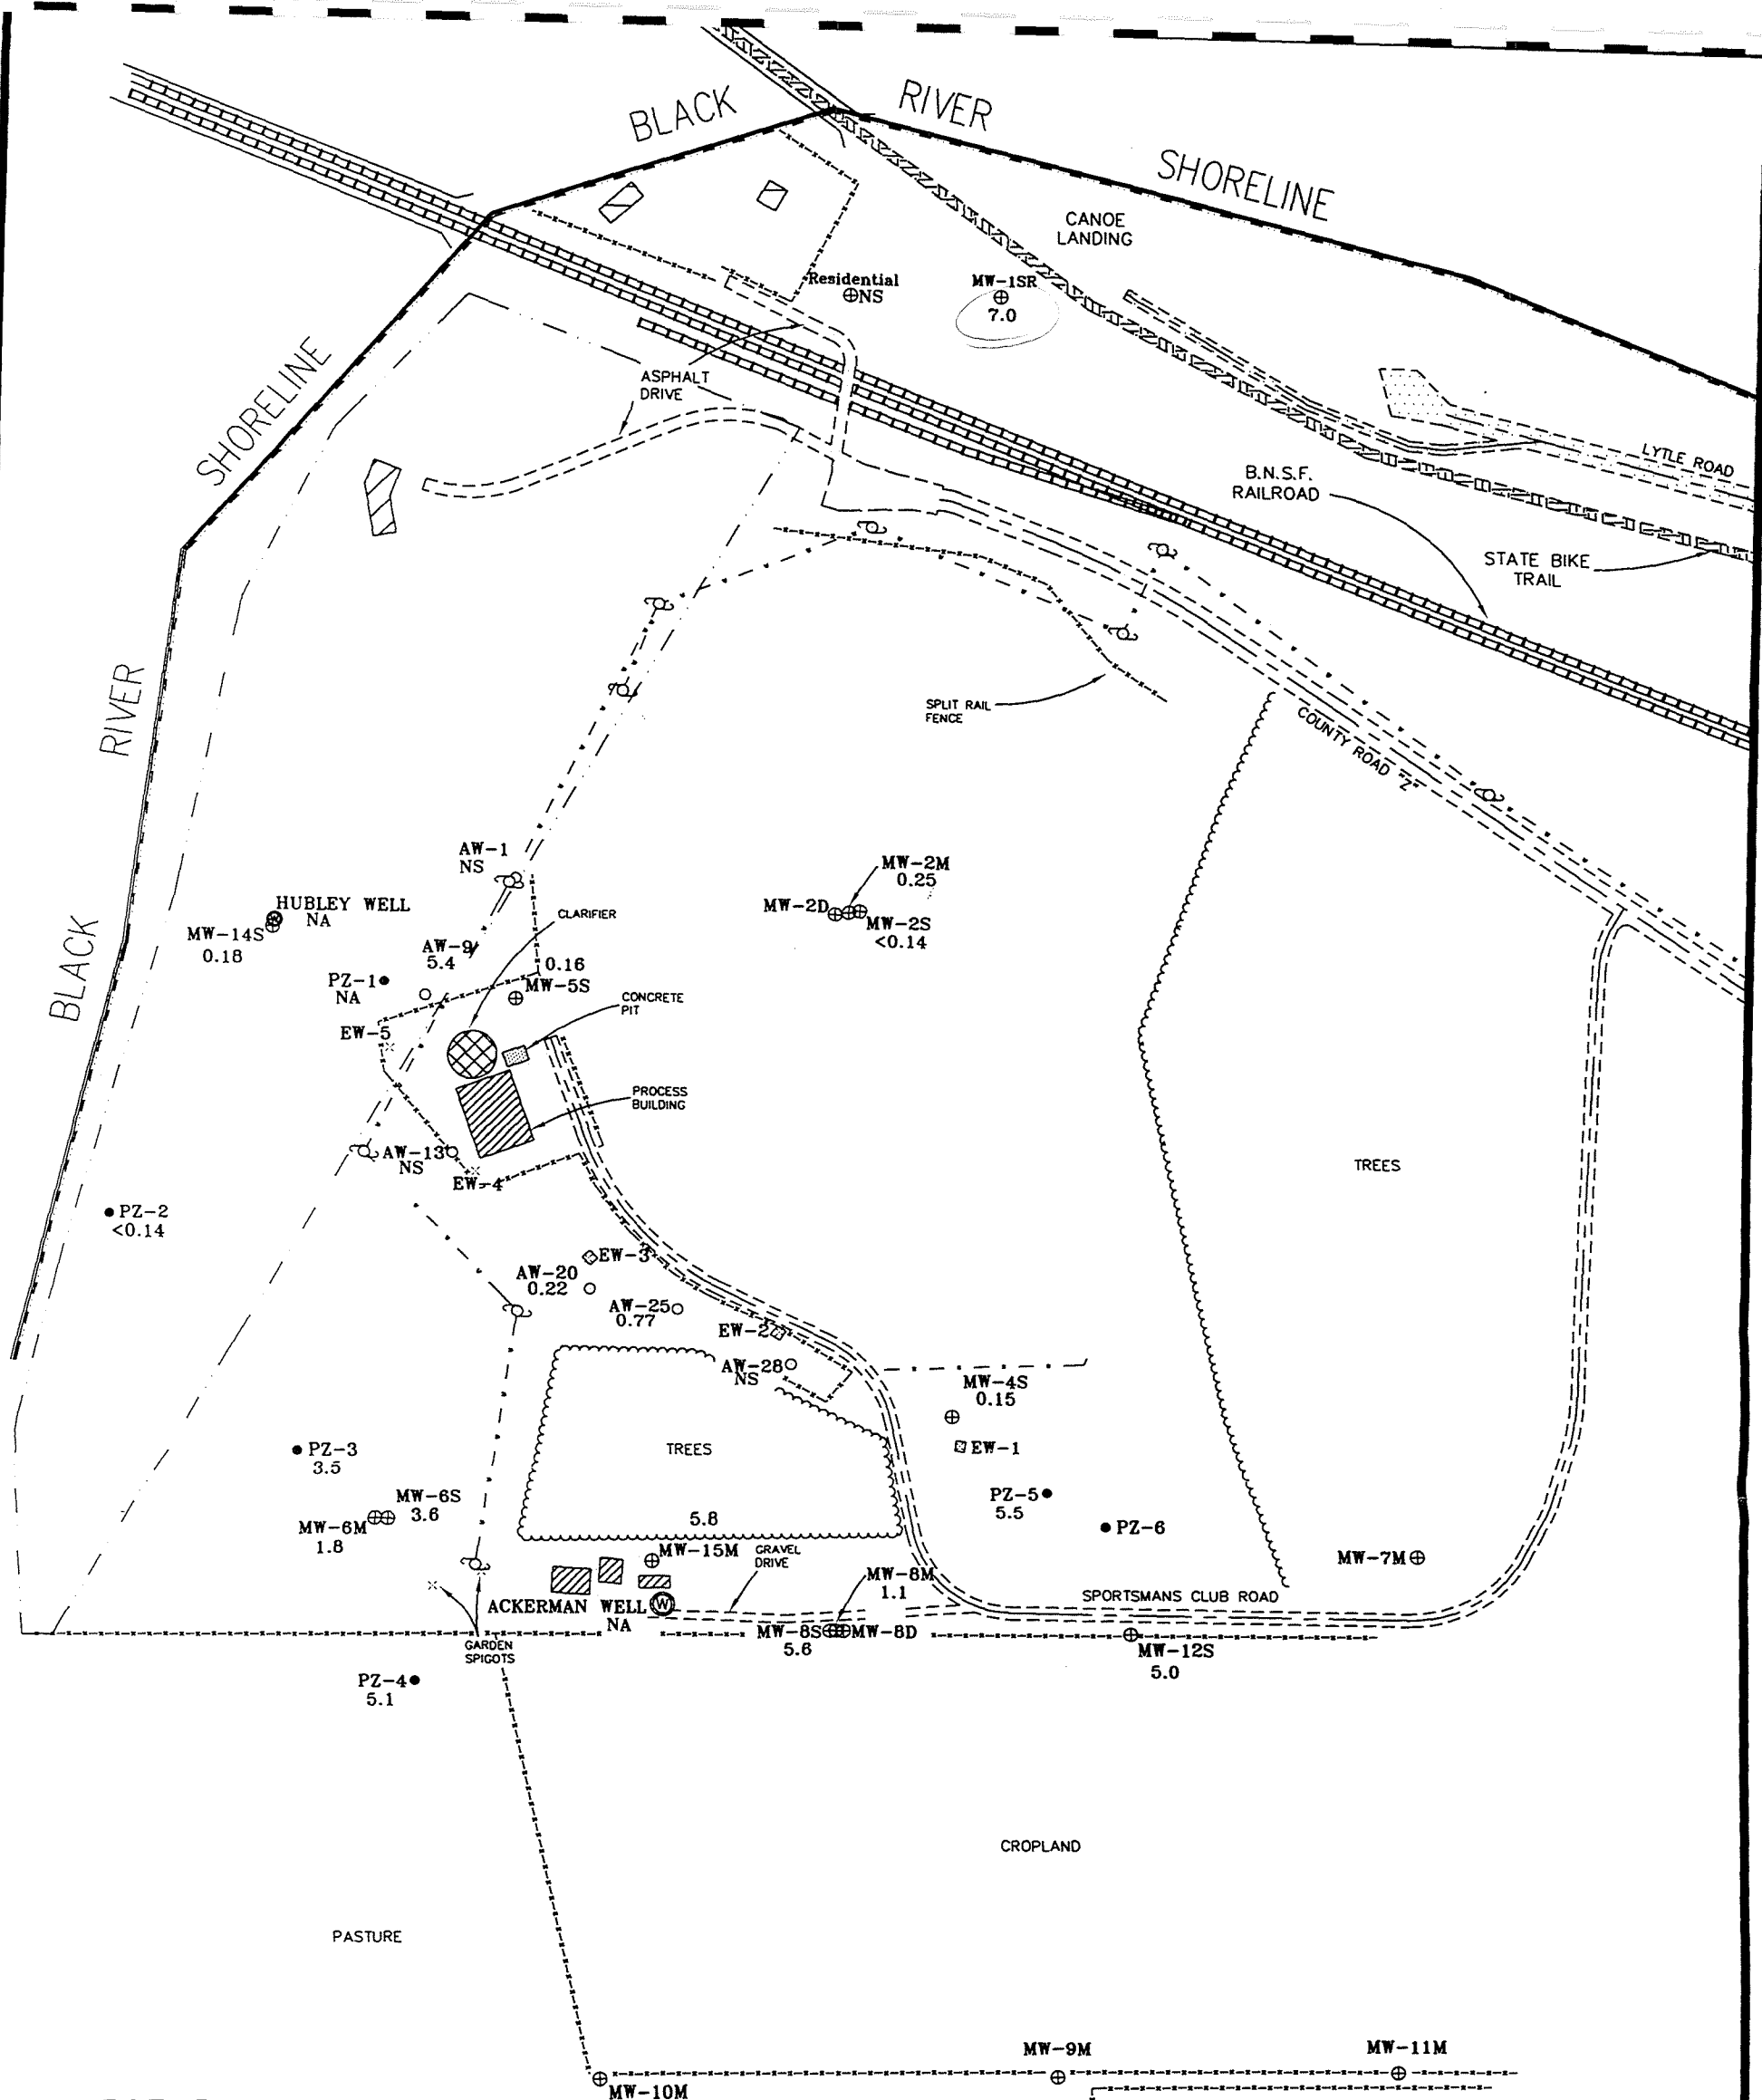 BLACK
RIVER
SHORELINE
CANOE
LANDING
Residential
NS
MW-1SR
7.0
ASPHALT
DRIVE
SHORELINE
LYTLE ROAD
B.N.S.F.
RAILROAD
STATE BIKE
TRAIL
RIVER
SPLIT RAIL
FENCE
COUNTY ROAD "Z"
AW-1
NS
MW-2M
0.25
HUBLEY WELL
NA
MW-2D
MW-2S
<0.14
CLARIFIER
MW-14S
0.18
BLACK
AW-9
5.4
0.16
MW-5S
PZ-1
NA
CONCRETE
PIT
EW-5
PROCESS
BUILDING
AW-13
NS
TREES
EW-4
PZ-2
<0.14
EW-3
AW-20
0.22
AW-25
0.77
EW-2
AW-28
NS
MW-4S
0.15
PZ-3
3.5
TREES
EW-1
MW-6S
3.6
PZ-5
5.5
MW-6M
1.8
5.8
PZ-6
MW-15M
GRAVEL
DRIVE
MW-7M
MW-8M
1.1
SPORTSMANS CLUB ROAD
ACKERMAN WELL
NA
MW-8S
5.6
MW-8D
GARDEN
SPIGOTS
MW-12S
5.0
PZ-4
5.1
CROPLAND
PASTURE
MW-9M
MW-11M
MW-10M